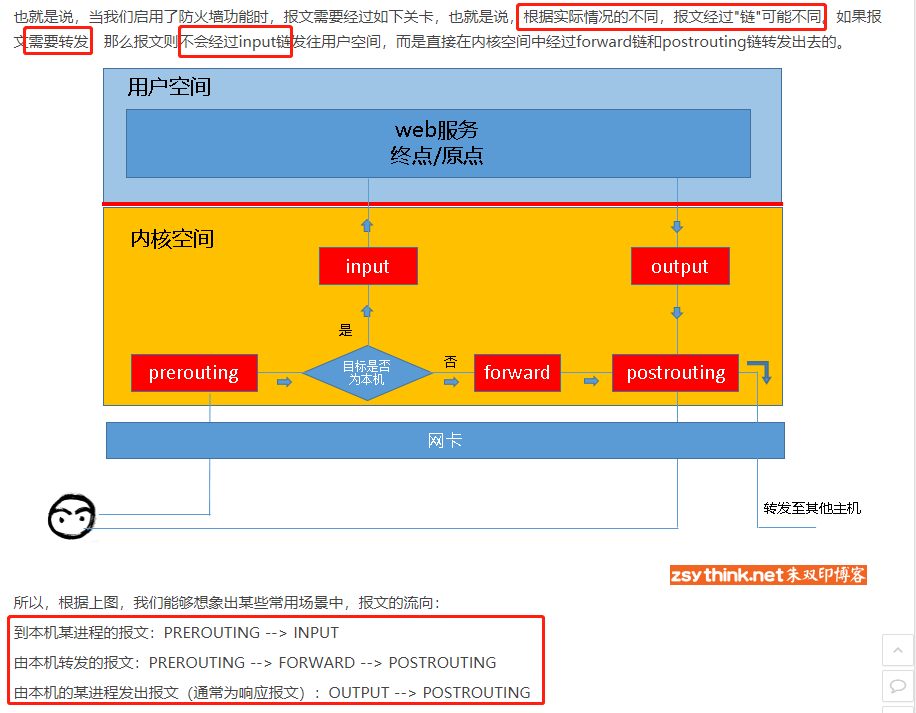 也就是说，当我们启用了防火墙功能时，报文需要经过如下关卡，也就是说，根据实际情况的不同，报文经过"链"可能不同，如果报
文需要转发，那么报文则不会经过input链发往用户空间，而是直接在内核空间中经过forward链和postrouting链转发出去的。
用户空间
web服务
终点/原点
内核空间
input
output
是
prerouting
目标是否
为本机
否
forward
postrouting
网卡
转发至其他主机
zsythink.net朱双印博客
所以，根据上图，我们能够想象出某些常用场景中，报文的流向：
到本机某进程的报文：PREROUTING --> INPUT
由本机转发的报文：PREROUTING --> FORWARD --> POSTROUTING
由本机的某进程发出报文（通常为响应报文）：OUTPUT --> POSTROUTING